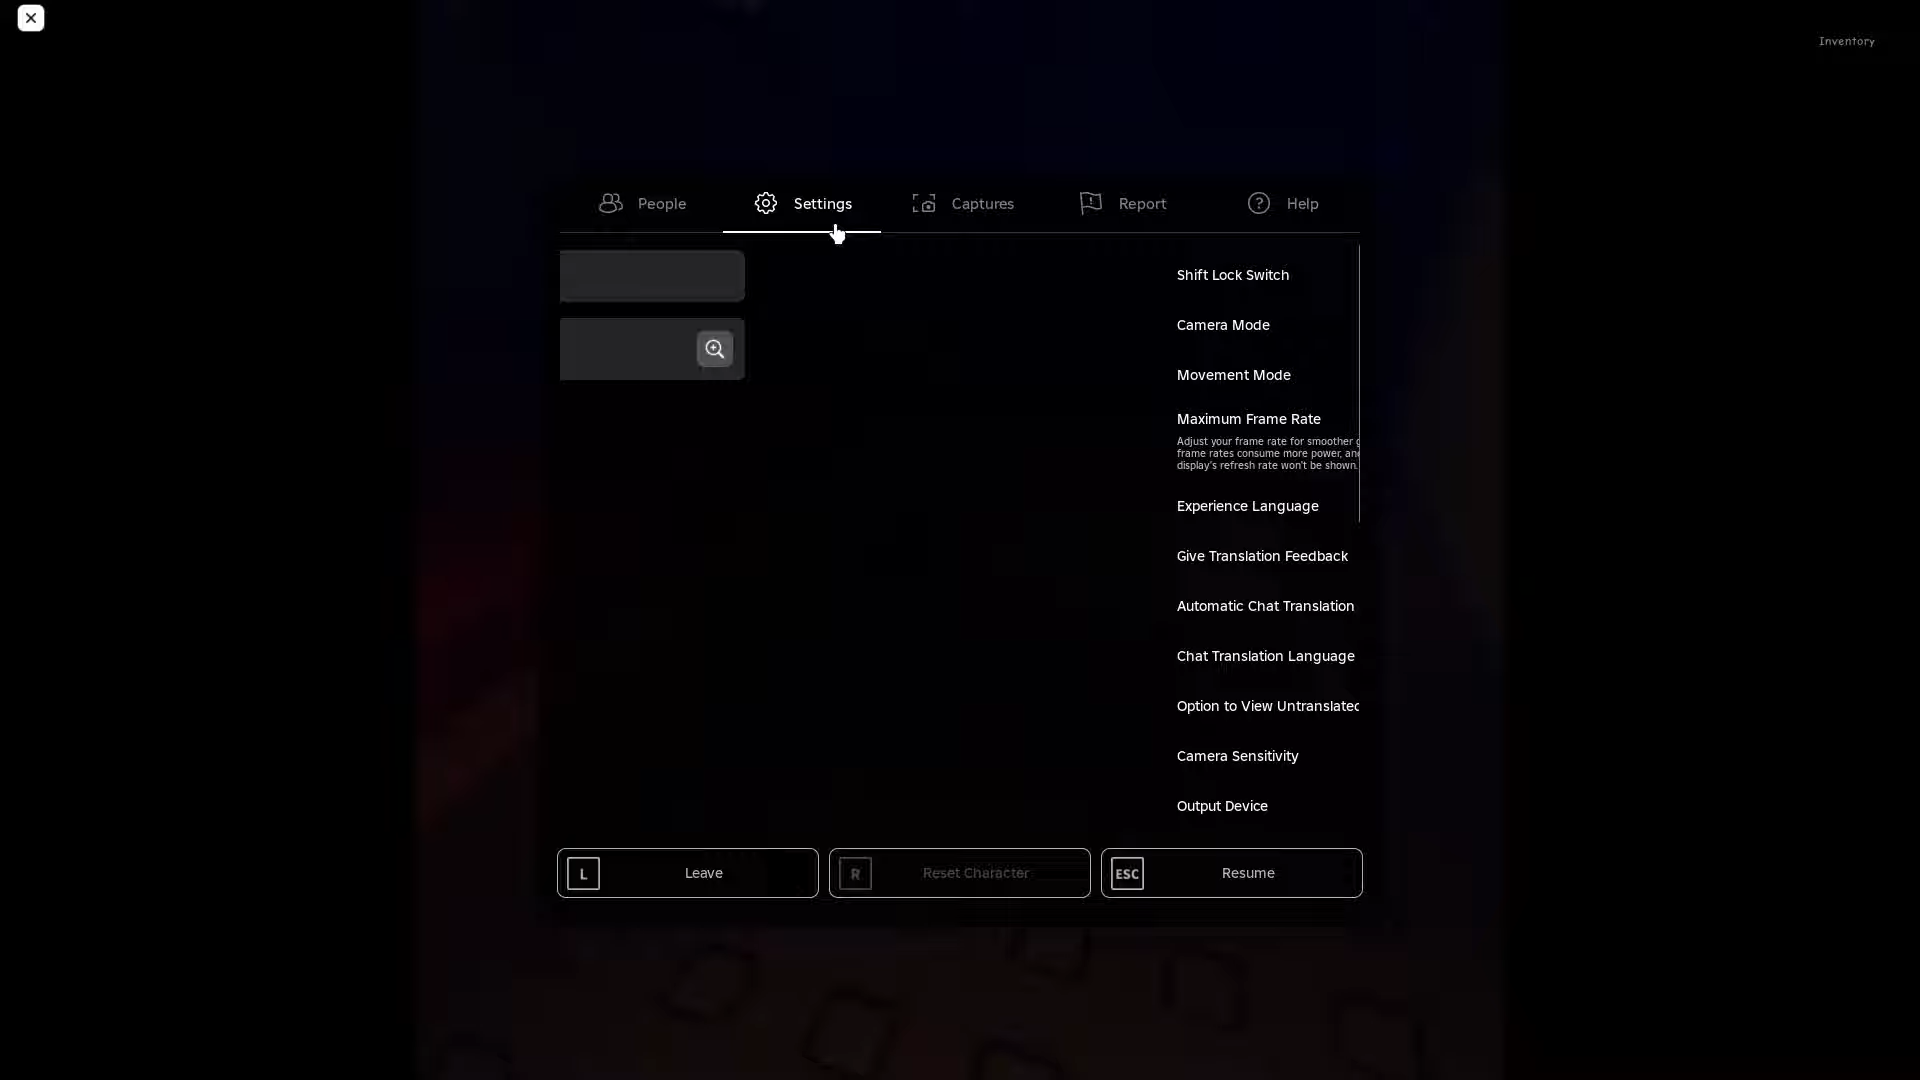 Inventory
People
Settings
Captures
Report
Help
Shift Lock Switch
Camera Mode
Movement Mode
Maximum Frame Rate
Adjust your frame rate for smoother
frame rates consume more power,
display's refresh rate won't be shown.
Experience Language
Give Translation Feedback
Automatic Chat Translation
Chat Translation Language
Option to View Untranslated
Camera Sensitivity
Output Device
L Leave
R Reset Character
ESC Resume